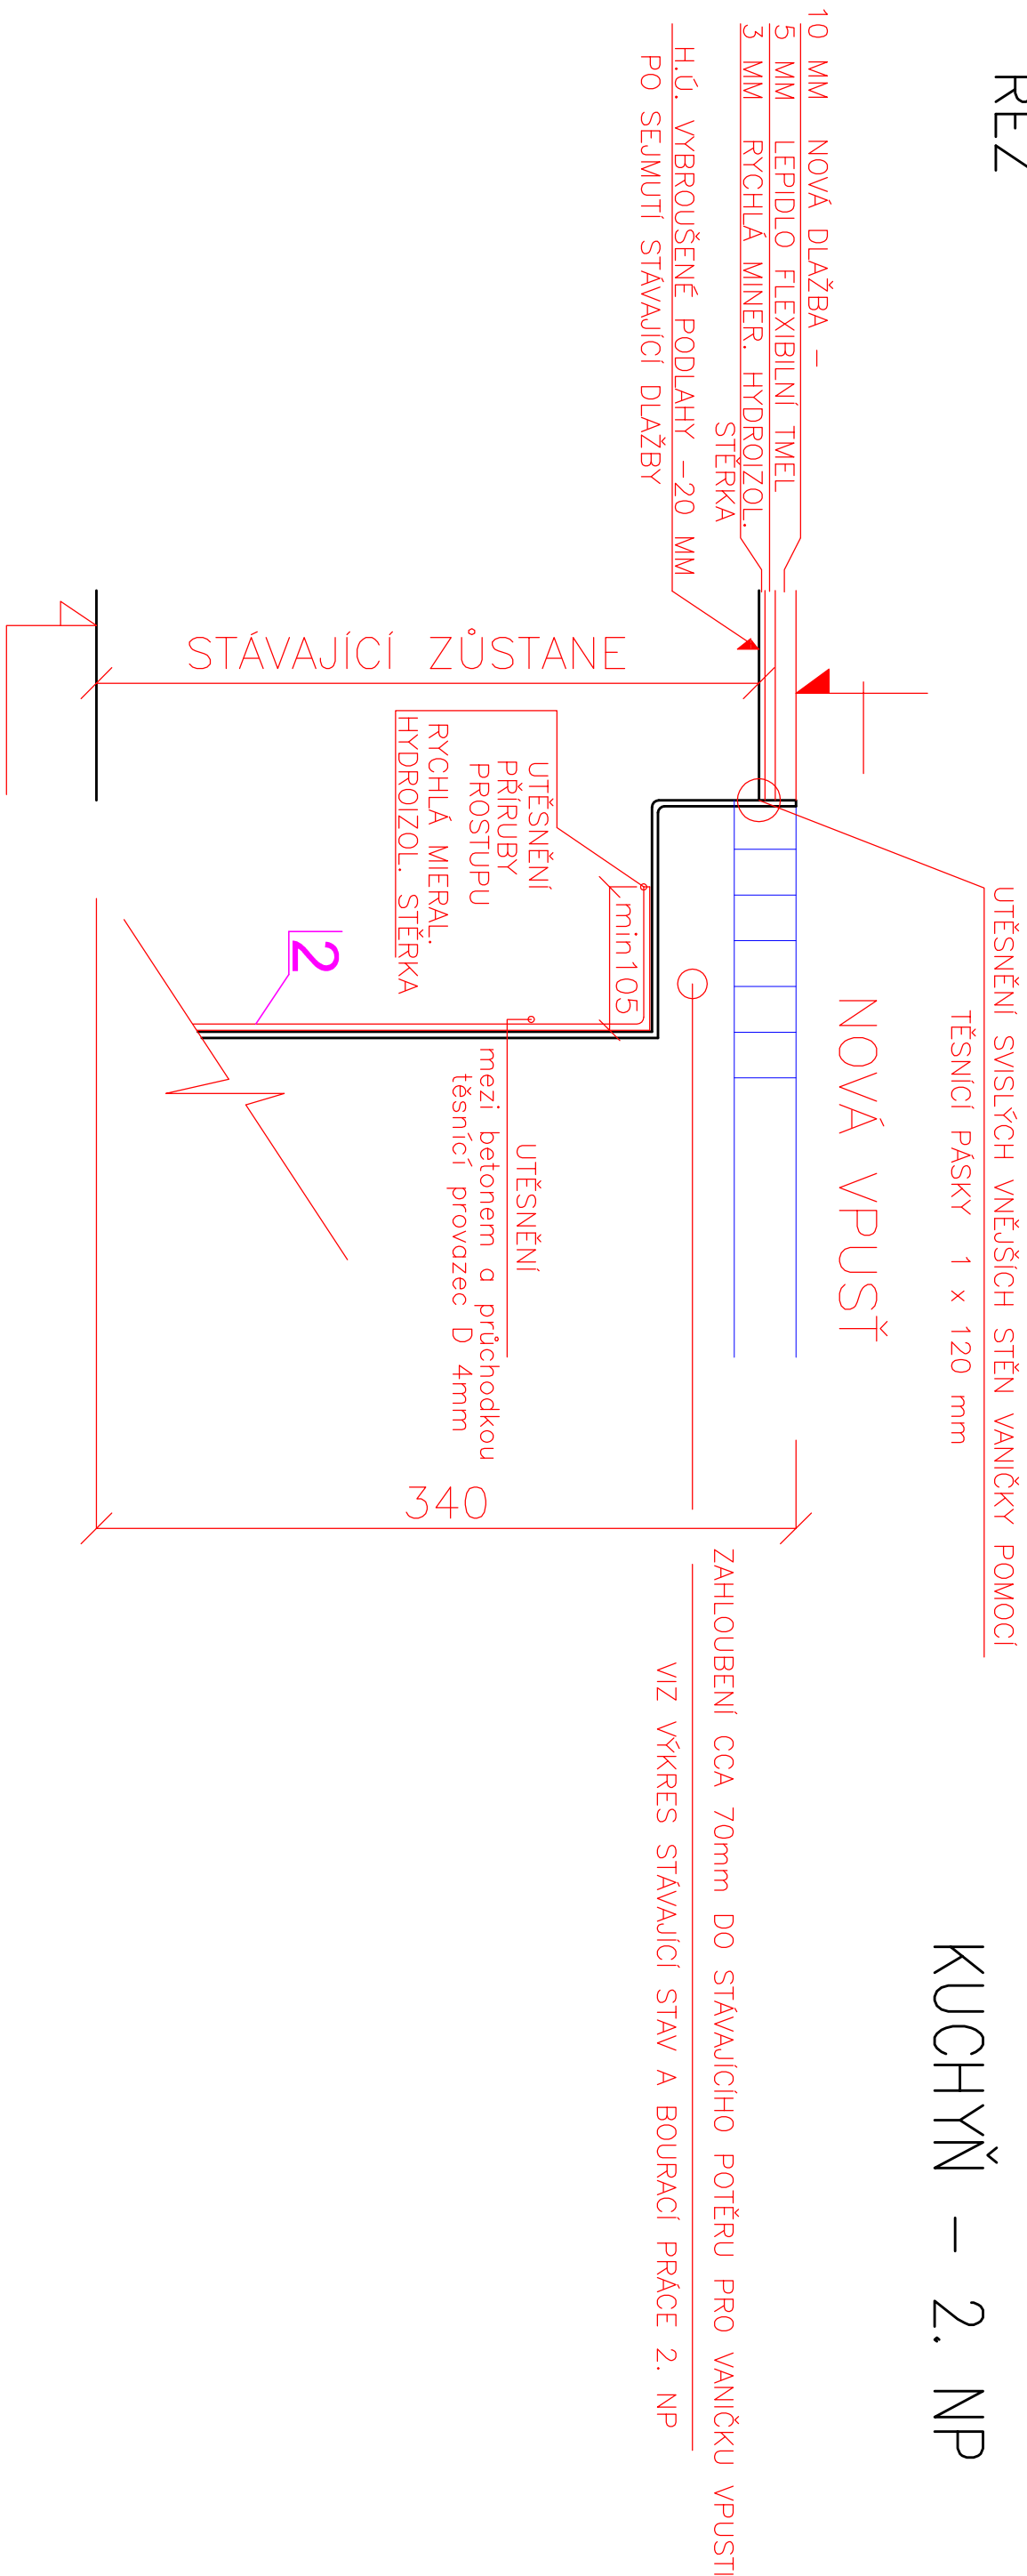 ŘEZ
KUCHYŇ – 2. NP
UTĚSNĚNÍ SVISLÝCH VNĚJŠÍCH STĚN VANIČKY POMOCÍ
TĚSNÍCÍ PÁSKY 1 x 120 mm
10 MM NOVÁ DLAŽBA –
5 MM LEPIDLO FLEXIBILNÍ TMEL
3 MM RYCHLÁ MINER. HYDROIZOL.
STĚRKA
H.Ú. VYBROUŠENÉ PODLAHY –20 MM
PO SEJMUTÍ STÁVAJÍCÍ DLAŽBY
NOVÁ VPUSŤ
ZAHLOUBENÍ CCA 70mm DO STÁVAJÍCÍHO POTĚRU PRO VANIČKU VPUSTI
VIZ VÝKRES STÁVAJÍCÍ STAV A BOURACÍ PRÁCE 2. NP
STÁVAJÍCÍ ZŮSTANE
min105
UTĚSNĚNÍ
PŘÍRUBY
PROSTUPU
RYCHLÁ MIERAL.
HYDROIZOL. STĚRKA
UTĚSNĚNÍ
mezi betonem a průchodkou
těsnící provazec D 4mm
340
2